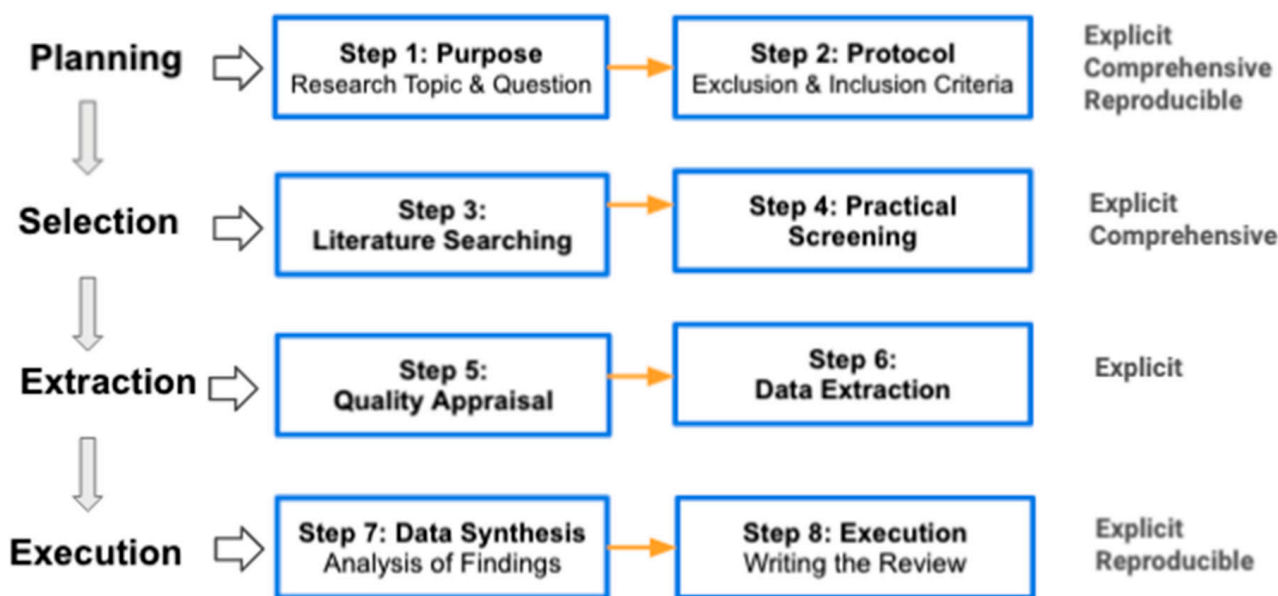 Planning
Step 1: Purpose
Research Topic & Question
Step 2: Protocol
Exclusion & Inclusion Criteria
Explicit
Comprehensive
Reproducible
Selection
Step 3:
Literature Searching
Step 4: Practical
Screening
Explicit
Comprehensive
Extraction
Step 5:
Quality Appraisal
Step 6:
Data Extraction
Explicit
Execution
Step 7: Data Synthesis
Analysis of Findings
Step 8: Execution
Writing the Review
Explicit
Reproducible